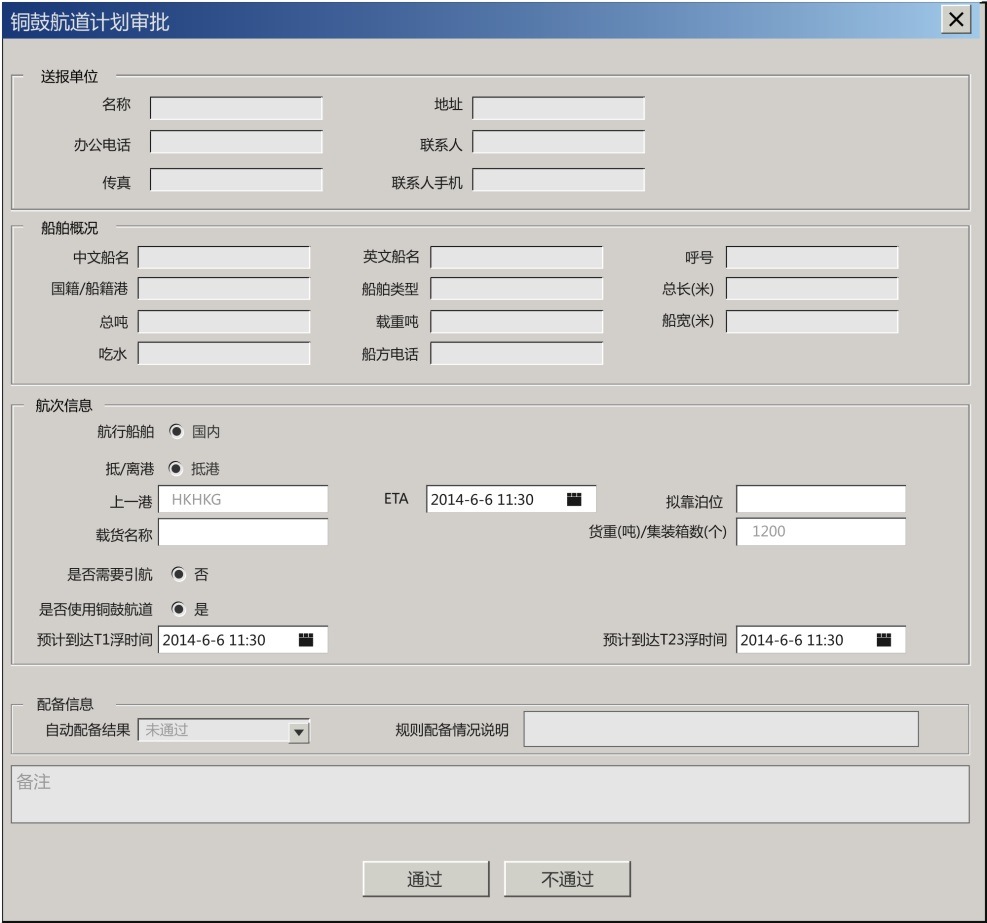 铜鼓航道计划审批
送报单位
名称 地址
办公电话 联系人
传真 联系人手机
船舶概况
中文船名 英文船名 呼号
国籍/船籍港 船舶类型 总长(米)
总吨 载重吨 船宽(米)
吃水 船方电话
航次信息
航行船舶 国内
抵/离港 抵港
上一港 HKHKG ETA 2014-6-6 11:30 拟靠泊位
载货名称 货重(吨)/集装箱数(个) 1200
是否需要引航 否
是否使用铜鼓航道 是
预计到达T1浮时间 2014-6-6 11:30 预计到达T23浮时间 2014-6-6 11:30
配备信息
自动配备结果 未通过 规则配备情况说明
备注
通过 不通过